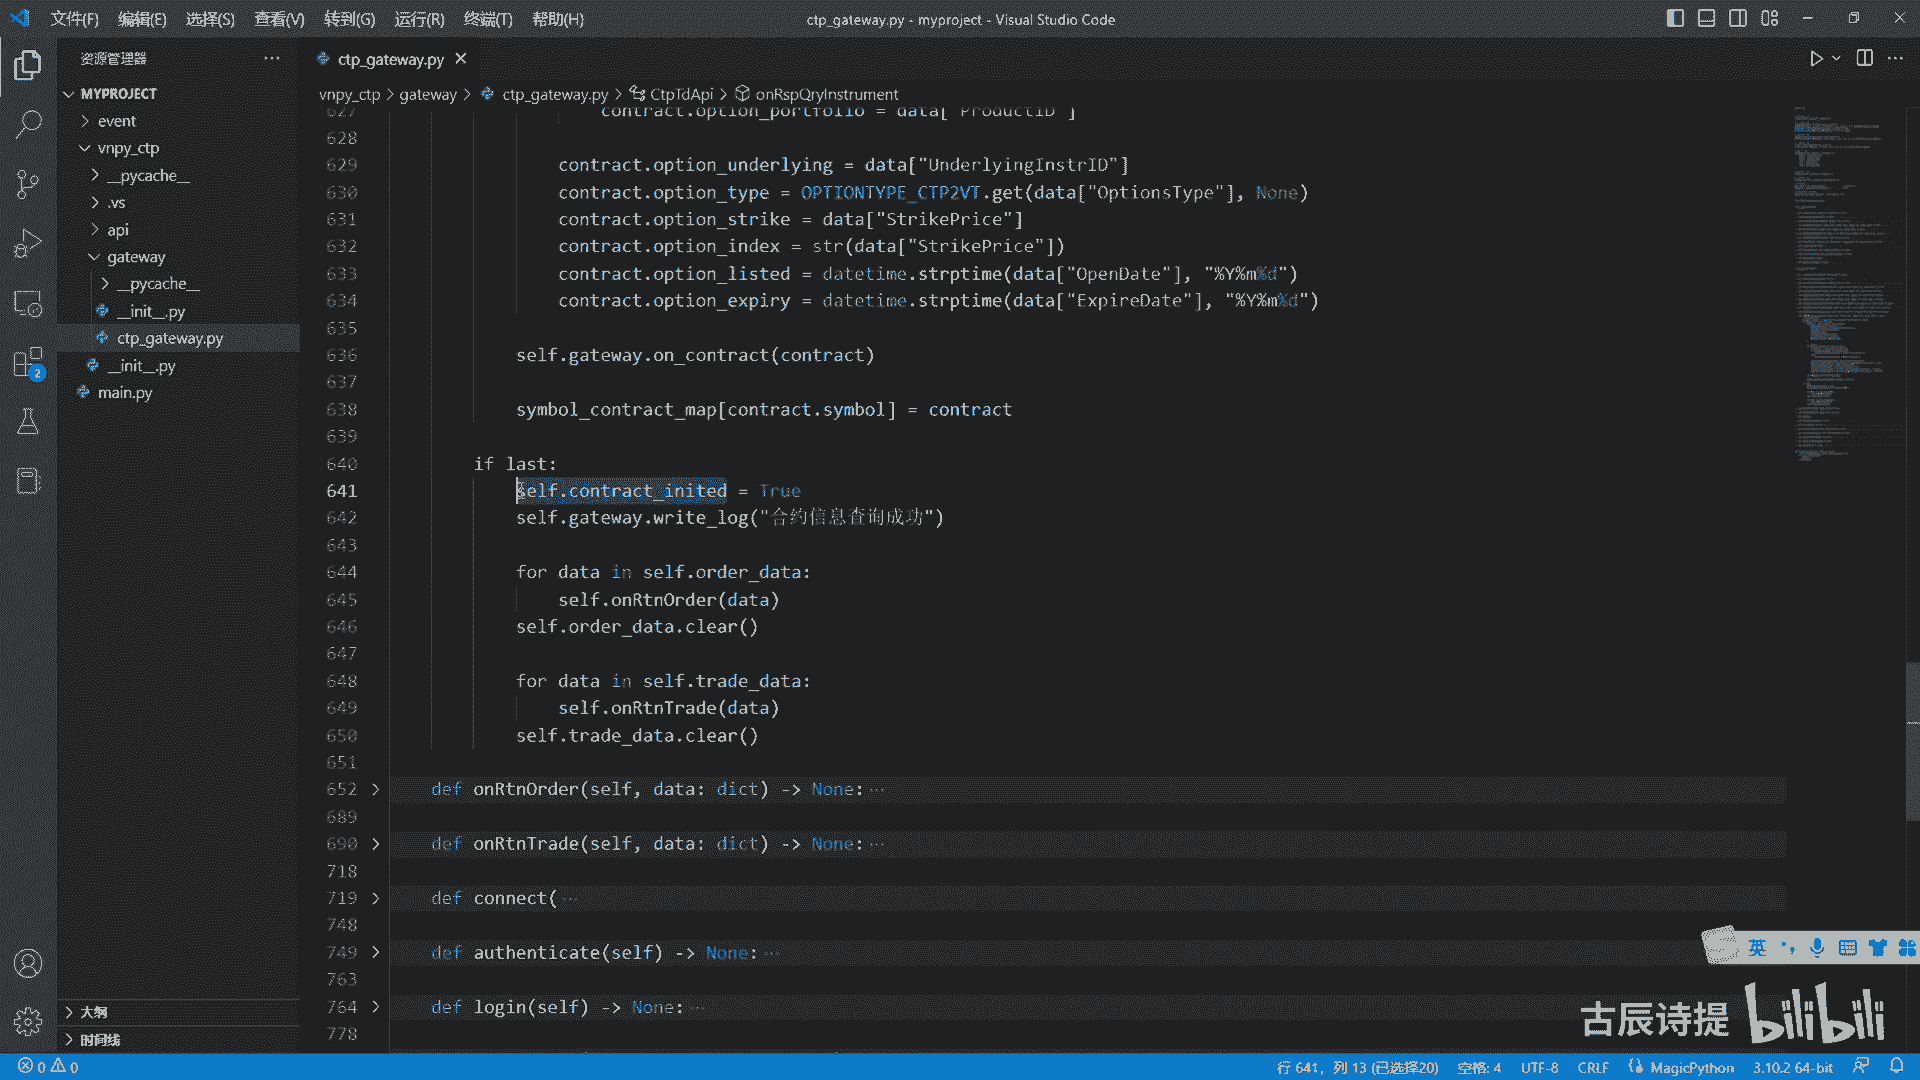 文件(F) 编辑(E) 选择(S) 查看(V) 转到(G) 运行(R) 终端(T) 帮助(H) ctp_gateway.py - myproject - Visual Studio Code
资源管理器
MYPROJECT
event
vnpy_ctp
__pycache__
.vs
api
gateway
__pycache__
__init__.py
ctp_gateway.py
__init__.py
main.py
大纲
时间线
2
ctp_gateway.py
vnpy_ctp > gateway > ctp_gateway.py > CtpTdApi > onRspQryInstrument
627 contract.option_portfolio = data["ProductID"]
628
629 contract.option_underlying = data["UnderlyingInstrID"]
630 contract.option_type = OPTIONTYPE_CTP2VT.get(data["OptionsType"], None)
631 contract.option_strike = data["StrikePrice"]
632 contract.option_index = str(data["StrikePrice"])
633 contract.option_listed = datetime.strptime(data["OpenDate"], "%Y%m%d")
634 contract.option_expiry = datetime.strptime(data["ExpireDate"], "%Y%m%d")
635
636 self.gateway.on_contract(contract)
637
638 symbol_contract_map[contract.symbol] = contract
639
640 if last:
641 self.contract_inited = True
642 self.gateway.write_log("合约信息查询成功")
643
644 for data in self.order_data:
645 self.onRtnOrder(data)
646 self.order_data.clear()
647
648 for data in self.trade_data:
649 self.onRtnTrade(data)
650 self.trade_data.clear()
651
652 def onRtnOrder(self, data: dict) -> None:…
689
690 def onRtnTrade(self, data: dict) -> None:…
718
719 def connect(…
748
749 def authenticate(self) -> None:…
763
764 def login(self) -> None:…
778
英
古辰诗提 bilibili
0 0 行 641，列 13 (已选择20) 空格: 4 UTF-8 CRLF MagicPython 3.10.2 64-bit